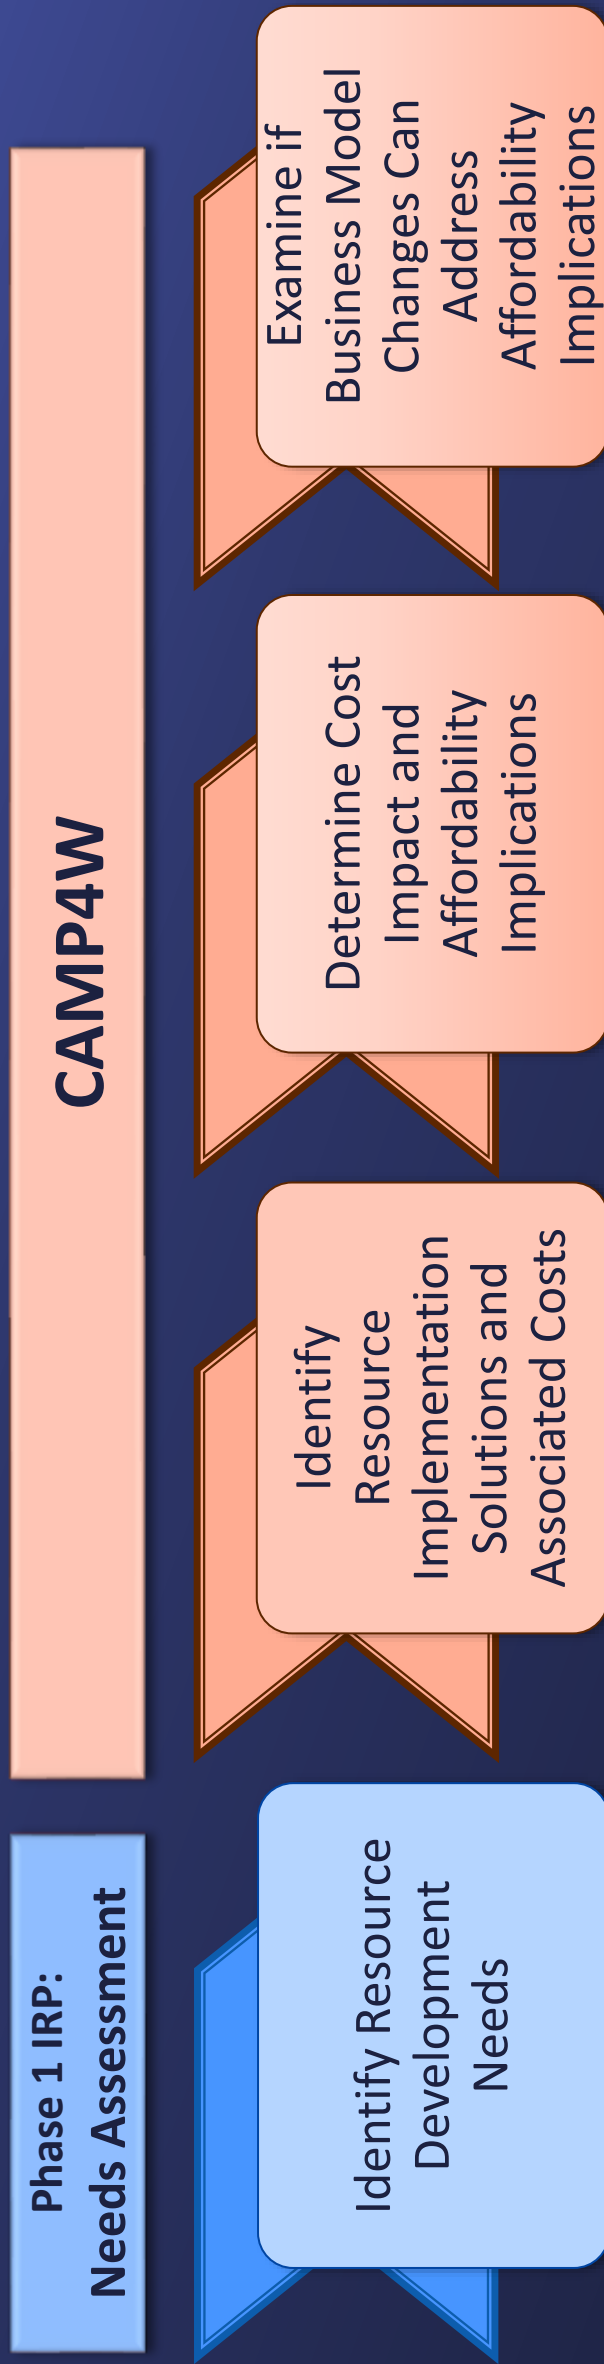 Phase 1 IRP:
Needs Assessment
CAMP4W
Identify Resource
Development
Needs
Identify
Resource
Implementation
Solutions and
Associated Costs
Determine Cost
Impact and
Affordability
Implications
Examine if
Business Model
Changes Can
Address
Affordability
Implications